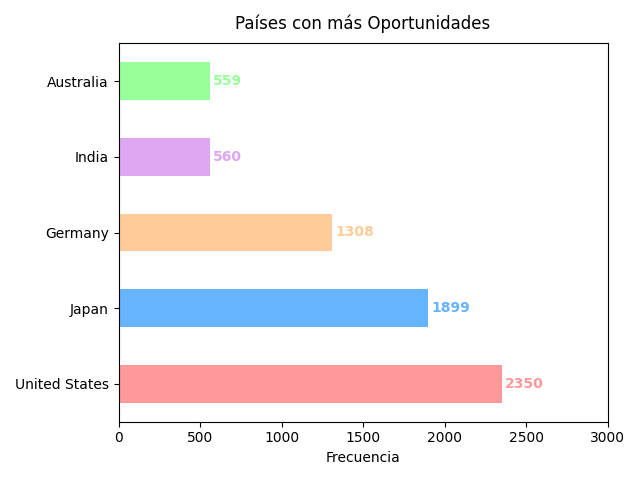 Países con más Oportunidades
Australia 559
India 560
Germany 1308
Japan 1899
United States 2350
0 500 1000 1500 2000 2500 3000
Frecuencia